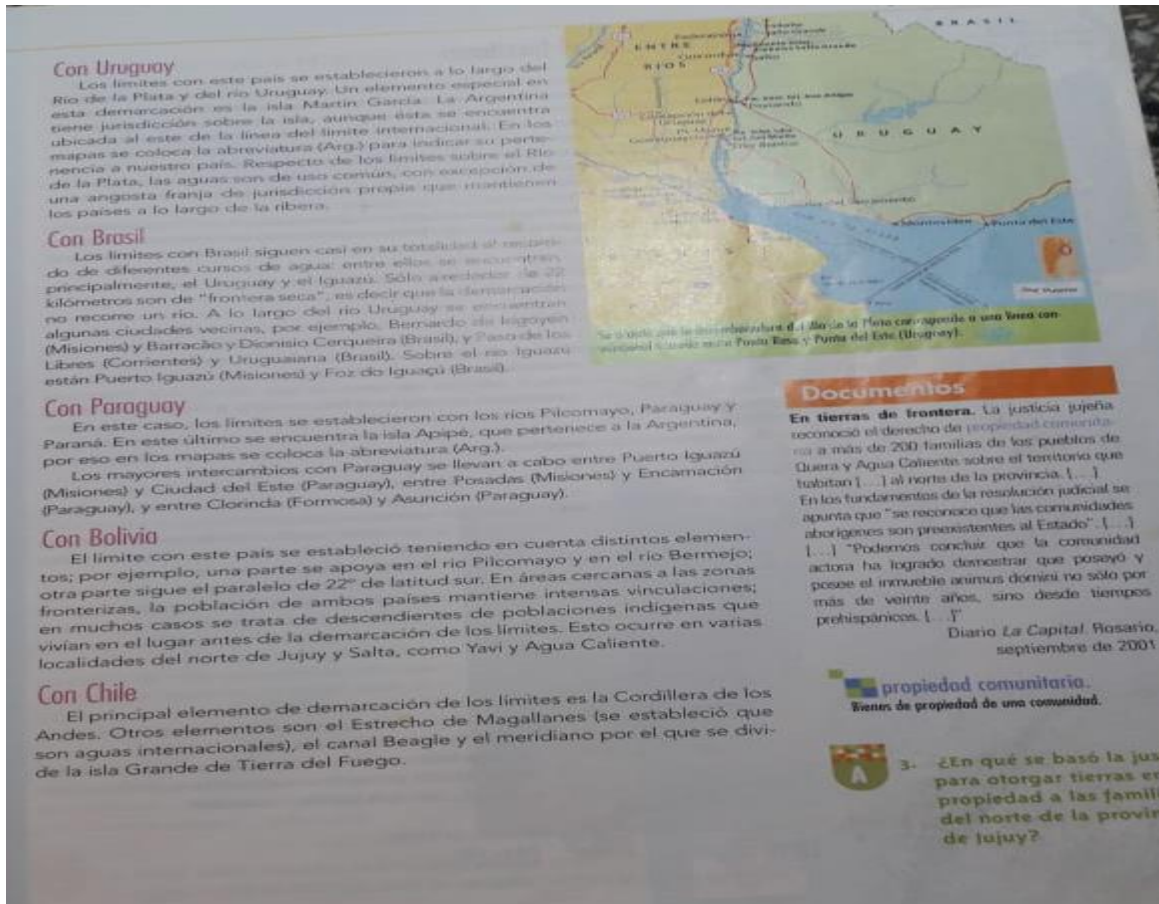 Con Uruguay
Los límites con este país se establecieron a lo largo del
Río de la Plata y del río Uruguay. Un elemento especial en
esta demarcación es la isla Martín García. La Argentina
tiene jurisdicción sobre la isla, aunque ésta se encuentra
ubicada al este de la línea del límite internacional. En los
mapas se coloca la abreviatura (Arg.) para indicar su perte-
nencia a nuestro país. Respecto de los límites sobre el Río
de la Plata, las aguas son de uso común, con excepción de
una angosta franja de jurisdicción propia que mantienen
los países a lo largo de la ribera.
Con Brasil
Los límites con Brasil siguen casi en su totalidad el recorri-
do de diferentes cursos de agua: entre ellos se encuentran,
principalmente, el Uruguay y el Iguazú. Sólo alrededor de 22
kilómetros son de "frontera seca", es decir que la demarcación
no recorre un río. A lo largo del río Uruguay se encuentran
algunas ciudades vecinas, por ejemplo, Bernardo de Irigoyen
(Misiones) y Barracão y Dionisio Cerqueira (Brasil), y Paso de los
Libres (Corrientes) y Uruguaiana (Brasil). Sobre el río Iguazú
están Puerto Iguazú (Misiones) y Foz do Iguaçú (Brasil).
Con Paraguay
En este caso, los límites se establecieron con los ríos Pilcomayo, Paraguay y
Paraná. En este último se encuentra la isla Apipé, que pertenece a la Argentina,
por eso en los mapas se coloca la abreviatura (Arg.).
Los mayores intercambios con Paraguay se llevan a cabo entre Puerto Iguazú
(Misiones) y Ciudad del Este (Paraguay), entre Posadas (Misiones) y Encarnación
(Paraguay), y entre Clorinda (Formosa) y Asunción (Paraguay).
Con Bolivia
El límite con este país se estableció teniendo en cuenta distintos elemen-
tos; por ejemplo, una parte se apoya en el río Pilcomayo y en el río Bermejo;
otra parte sigue el paralelo de 22º de latitud sur. En áreas cercanas a las zonas
fronterizas, la población de ambos países mantiene intensas vinculaciones;
en muchos casos se trata de descendientes de poblaciones indígenas que
vivían en el lugar antes de la demarcación de los límites. Esto ocurre en varias
localidades del norte de Jujuy y Salta, como Yavi y Agua Caliente.
Con Chile
El principal elemento de demarcación de los límites es la Cordillera de los
Andes. Otros elementos son el Estrecho de Magallanes (se estableció que
son aguas internacionales), el canal Beagle y el meridiano por el que se divi-
de la isla Grande de Tierra del Fuego.
BRASIL
ENTRE
RÍOS
URUGUAY
Montevideo
Punta del Este
desembocadura del Río de la Plata corresponde a una línea con-
Punta Rasa y Punta del Este (Uruguay).
Documentos
En tierras de frontera. La justicia jujeña
reconoció el derecho de propiedad comunita-
ria a más de 200 familias de los pueblos de
Quera y Agua Caliente sobre el territorio que
habitan [...] al norte de la provincia. [...]
En los fundamentos de la resolución judicial se
apunta que "se reconoce que las comunidades
aborígenes son preexistentes al Estado". [...]
[...] "Podemos concluir que la comunidad
actora ha logrado demostrar que poseyó y
posee el inmueble animus domini no sólo por
más de veinte años, sino desde tiempos
prehispánicos. [...]"
Diario La Capital. Rosario,
septiembre de 2001
propiedad comunitaria.
Bienes de propiedad de una comunidad.
A
3- ¿En qué se basó la jus
para otorgar tierras en
propiedad a las famili
del norte de la provin
de Jujuy?